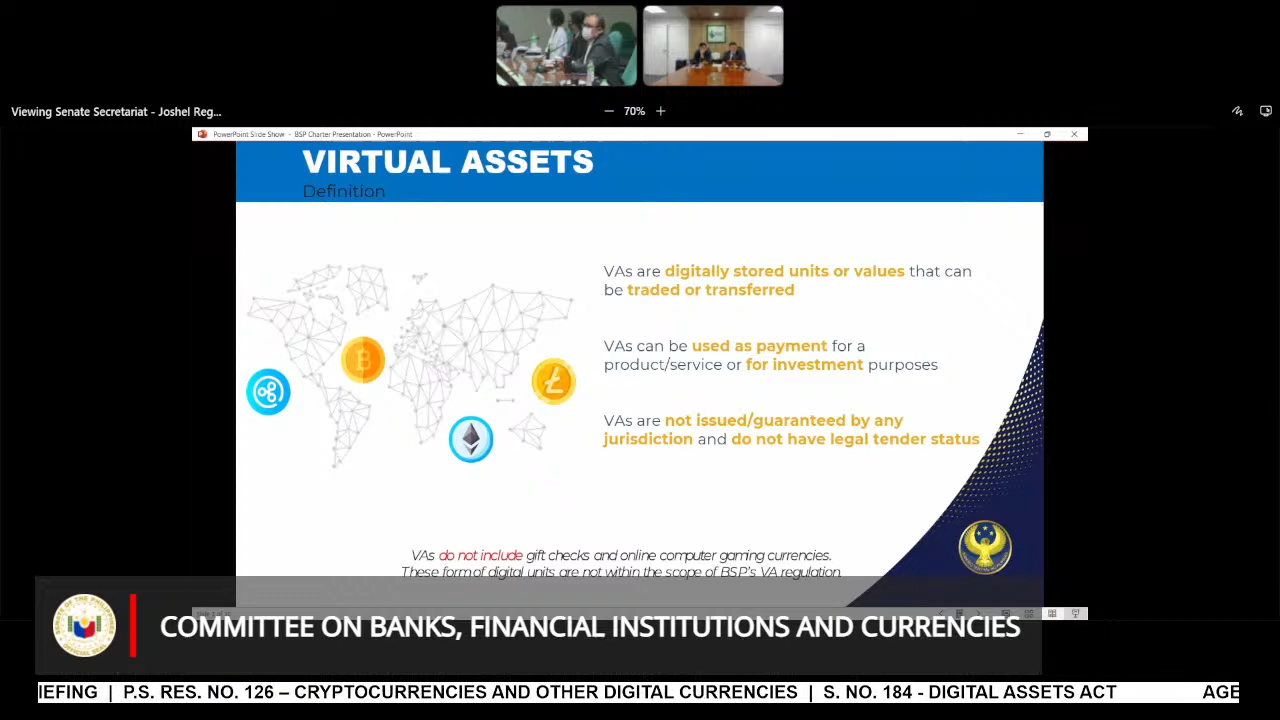 Viewing Senate Secretariat - Joshel Reg...
70%
PowerPoint Slide Show - BSP Charter Presentation - PowerPoint
VIRTUAL ASSETS
Definition
VAs are digitally stored units or values that can
be traded or transferred
VAs can be used as payment for a
product/service or for investment purposes
VAs are not issued/guaranteed by any
jurisdiction and do not have legal tender status
VAs do not include gift checks and online computer gaming currencies.
These form of digital units are not within the scope of BSP's VA regulation.
COMMITTEE ON BANKS, FINANCIAL INSTITUTIONS AND CURRENCIES
IEFING | P.S. RES. NO. 126 – CRYPTOCURRENCIES AND OTHER DIGITAL CURRENCIES | S. NO. 184 - DIGITAL ASSETS ACT AGE